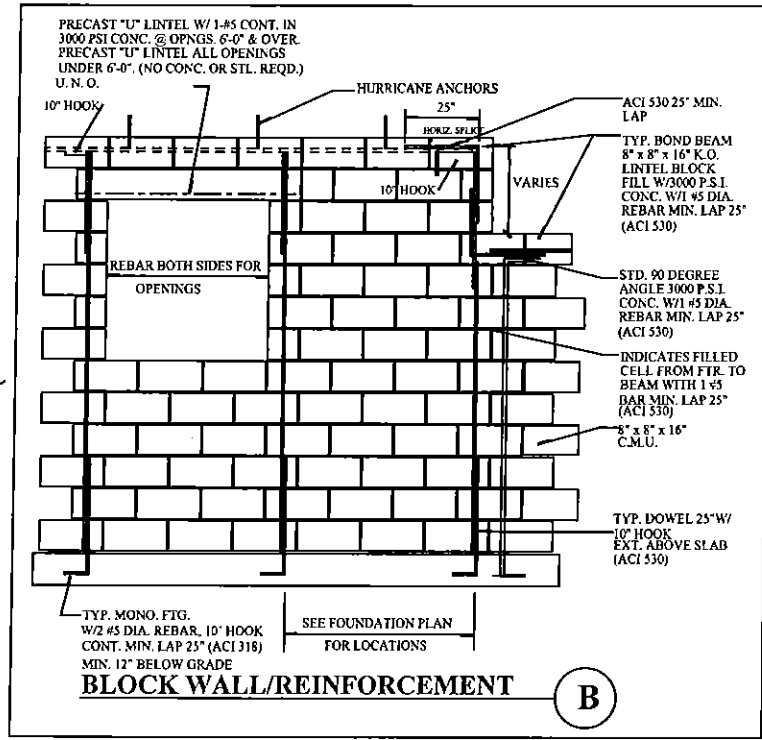 PRECAST "U" LINTEL W/ 1-#5 CONT. IN
3000 PSI CONC. @ OPNGS. 6'-0" & OVER.
PRECAST "U" LINTEL ALL OPENINGS
UNDER 6'-0". (NO CONC. OR STL. REQD.)
U. N. O.
10" HOOK
HURRICANE ANCHORS
25"
HORIZ. SPLICE
10" HOOK
VARIES
ACI 530 25" MIN.
LAP
TYP. BOND BEAM
8" x 8" x 16" K.O.
LINTEL BLOCK
FILL W/3000 P.S.I.
CONC. W/1 #5 DIA.
REBAR MIN. LAP 25"
(ACI 530)
REBAR BOTH SIDES FOR
OPENINGS
STD. 90 DEGREE
ANGLE 3000 P.S.I.
CONC. W/1 #5 DIA.
REBAR MIN. LAP 25"
(ACI 530)
INDICATES FILLED
CELL FROM FTR. TO
BEAM WITH 1 #5
BAR MIN. LAP 25"
(ACI 530)
8" x 8" x 16"
C.M.U.
TYP. DOWEL 25" W/
10" HOOK
EXT. ABOVE SLAB
(ACI 530)
TYP. MONO. FTG.
W/2 #5 DIA. REBAR, 10" HOOK
CONT. MIN. LAP 25" (ACI 318)
MIN. 12" BELOW GRADE
SEE FOUNDATION PLAN
FOR LOCATIONS
BLOCK WALL/REINFORCEMENT
B